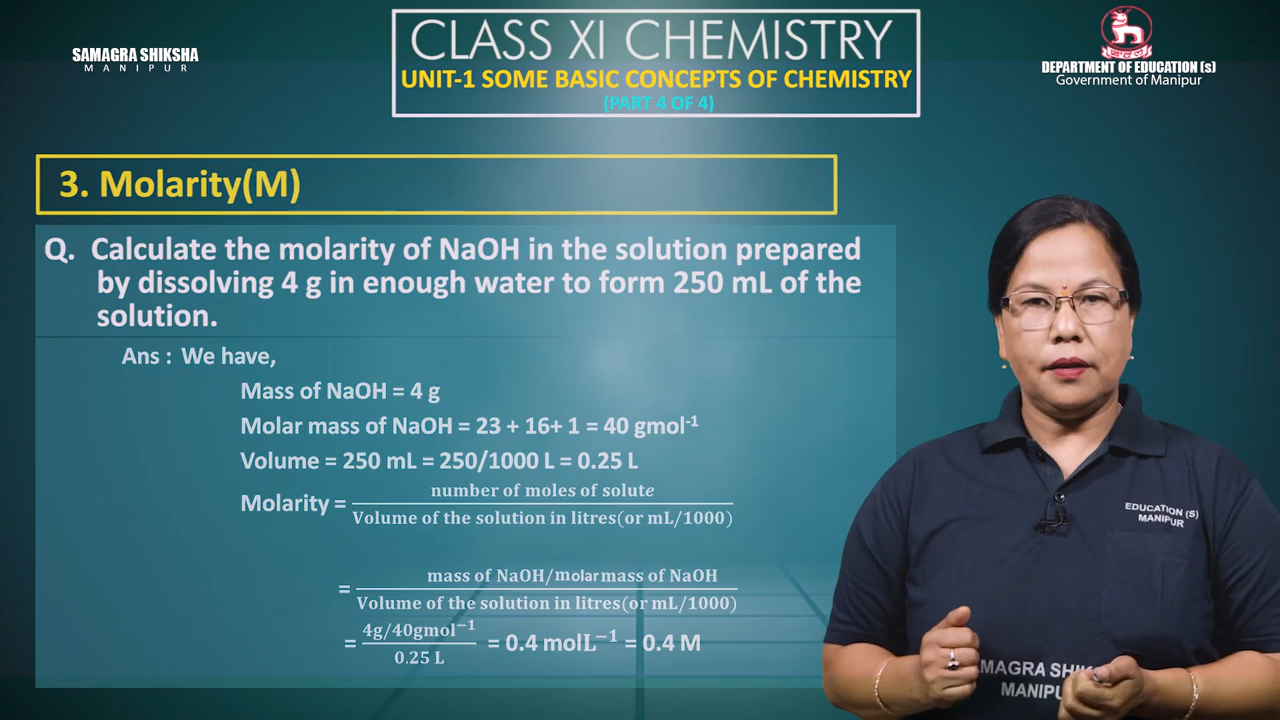 SAMAGRA SHIKSHA
MANIPUR
CLASS XI CHEMISTRY
UNIT-1 SOME BASIC CONCEPTS OF CHEMISTRY
(PART 4 OF 4)
DEPARTMENT OF EDUCATION (s)
Government of Manipur
3. Molarity(M)
Q. Calculate the molarity of NaOH in the solution prepared
by dissolving 4 g in enough water to form 250 mL of the
solution.
Ans : We have,
Mass of NaOH = 4 g
Molar mass of NaOH = 23 + 16+ 1 = 40 gmol⁻¹
Volume = 250 mL = 250/1000 L = 0.25 L
Molarity = number of moles of solute
Volume of the solution in litres(or mL/1000)
= mass of NaOH/molarmass of NaOH
Volume of the solution in litres(or mL/1000)
= 4g/40gmol⁻¹
0.25 L
= 0.4 molL⁻¹ = 0.4 M
EDUCATION (S)
MANIPUR